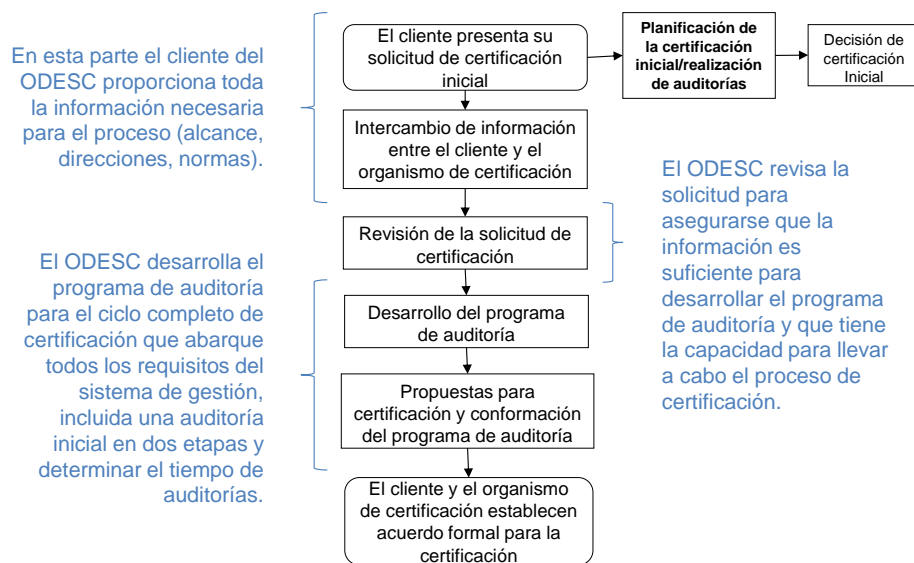 En esta parte el cliente del
ODESC proporciona toda
la información necesaria
para el proceso (alcance,
direcciones, normas).
El cliente presenta su
solicitud de certificación
inicial
Planificación de
la certificación
inicial/realización
de auditorías
Decisión de
certificación
Inicial
Intercambio de información
entre el cliente y el
organismo de certificación
Revisión de la solicitud de
certificación
El ODESC revisa la
solicitud para
asegurarse que la
información es
suficiente para
desarrollar el programa
de auditoría y que tiene
la capacidad para llevar
a cabo el proceso de
certificación.
El ODESC desarrolla el
programa de auditoría
para el ciclo completo de
certificación que abarque
todos los requisitos del
sistema de gestión,
incluida una auditoría
inicial en dos etapas y
determinar el tiempo de
auditorías.
Desarrollo del programa
de auditoría
Propuestas para
certificación y conformación
del programa de auditoría
El cliente y el organismo
de certificación establecen
acuerdo formal para la
certificación